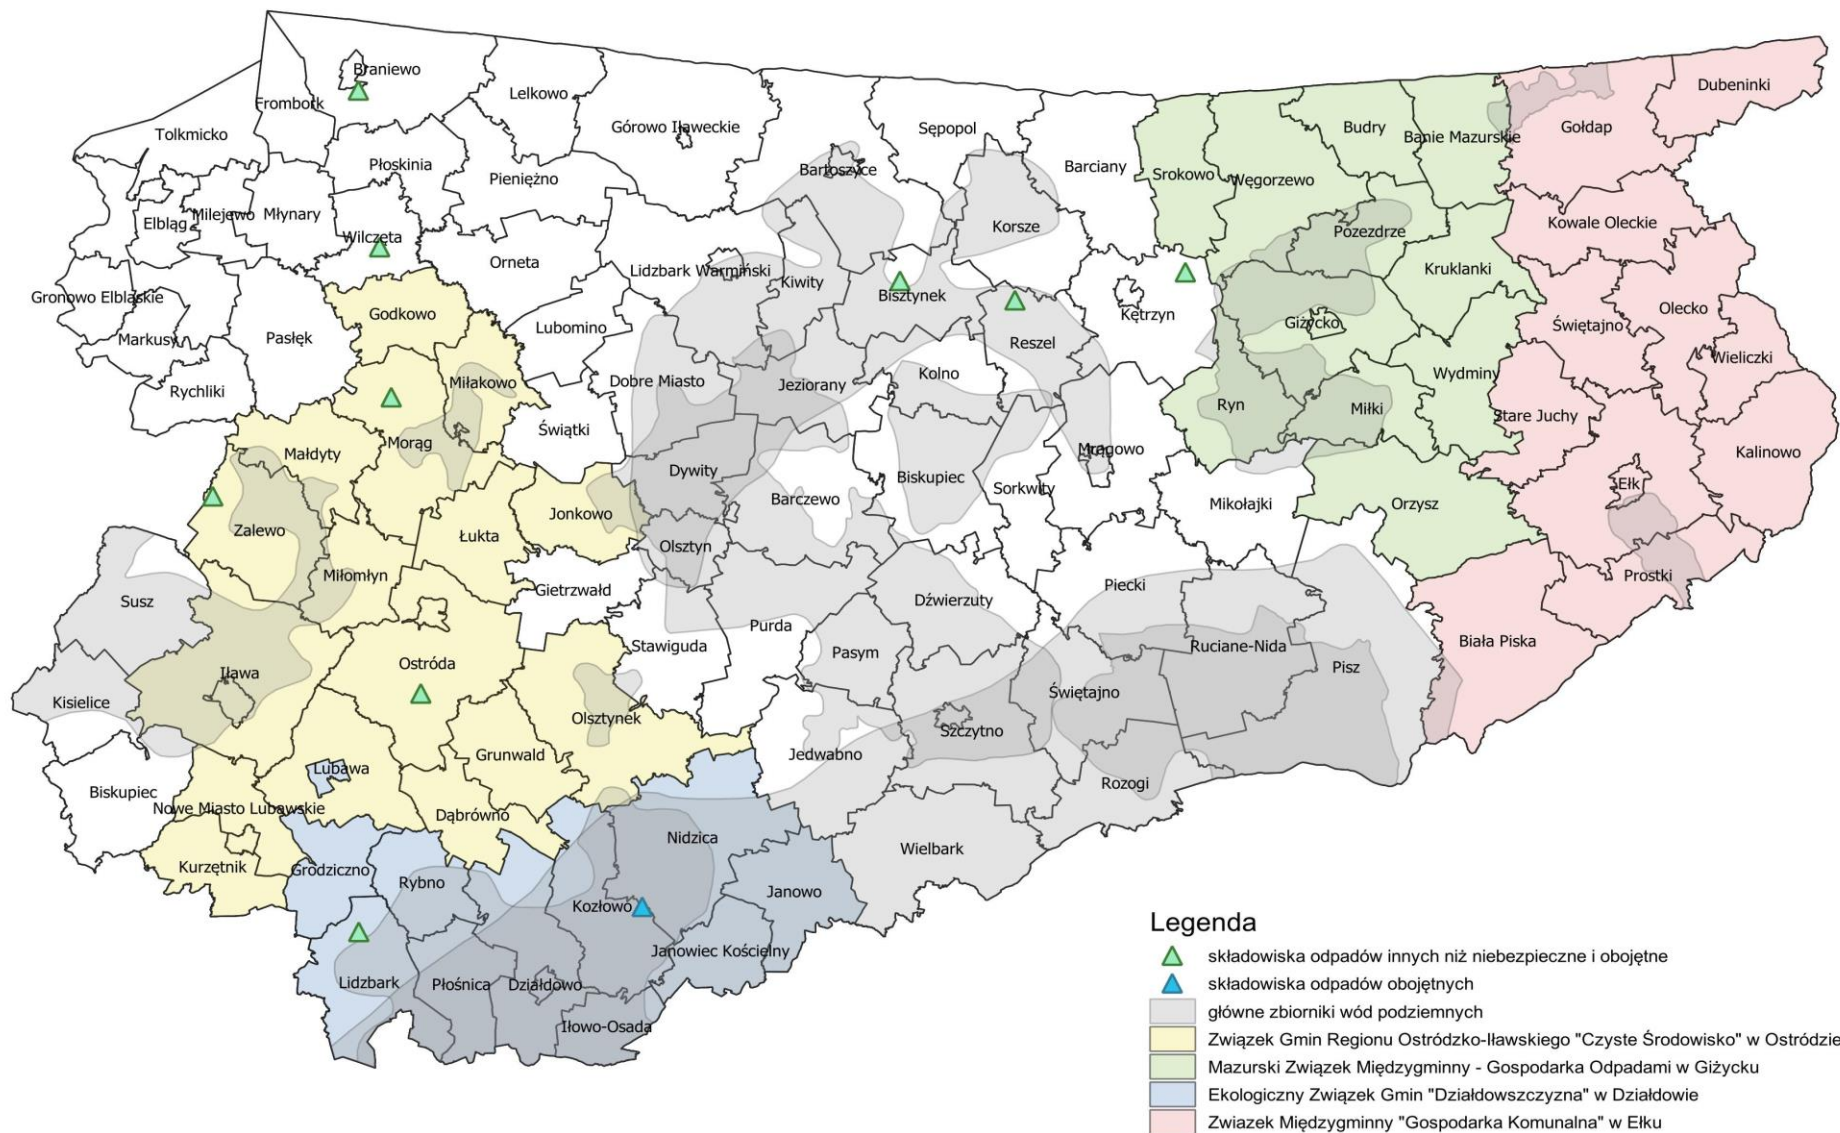 Braniewo
Lelkowo
Dubeninki
Frombork
Tolkmicko
Górowo Iławeckie
Sępopol
Budry
Banie Mazurskie
Gołdap
Płoskinia
Pieniężno
Bartoszyce
Barciany
Srokowo
Węgorzewo
Elbląg
Milejewo
Młynary
Wilczęta
Korsze
Pozezdrze
Kowale Oleckie
Orneta
Lidzbark Warmiński
Kiwity
Bisztynek
Kruklanki
Gronowo Elbląskie
Godkowo
Lubomino
Kętrzyn
Giżycko
Świętajno
Olecko
Markusy
Pasłęk
Reszel
Wieliczki
Rychliki
Miłakowo
Dobre Miasto
Jeziorany
Kolno
Wydminy
Ryn
Miłki
Stare Juchy
Świątki
Małdyty
Morąg
Mrągowo
Kalinowo
Dywity
Barczewo
Biskupiec
Sorkwity
Mikołajki
Orzysz
Ełk
Zalewo
Jonkowo
Łukta
Olsztyn
Miłomłyn
Gietrzwałd
Susz
Dźwierzuty
Piecki
Prostki
Purda
Stawiguda
Pasym
Ruciane-Nida
Pisz
Biała Piska
Iława
Ostróda
Kisielice
Olsztynek
Świętajno
Szczytno
Grunwald
Jedwabno
Lubawa
Biskupiec
Rozogi
Nowe Miasto Lubawskie
Dąbrówno
Nidzica
Wielbark
Kurzętnik
Grodziczno
Rybno
Janowo
Kozłowo
Janowiec Kościelny
Lidzbark
Płośnica
Działdowo
Iłowo-Osada
Legenda
składowiska odpadów innych niż niebezpieczne i obojętne
składowiska odpadów obojętnych
główne zbiorniki wód podziemnych
Związek Gmin Regionu Ostródzko-Iławskiego "Czyste Środowisko" w Ostródzie
Mazurski Związek Międzygminny - Gospodarka Odpadami w Giżycku
Ekologiczny Związek Gmin "Działdowszczyzna" w Działdowie
Zwiazek Międzygminny "Gospodarka Komunalna" w Ełku